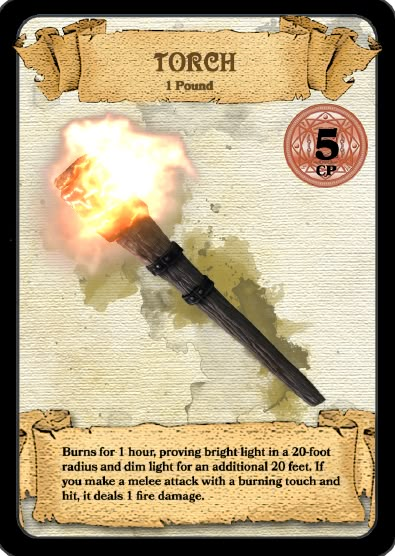 TORCH
1 Pound
5
CP
Burns for 1 hour, proving bright light in a 20-foot
radius and dim light for an additional 20 feet. If
you make a melee attack with a burning touch and
hit, it deals 1 fire damage.